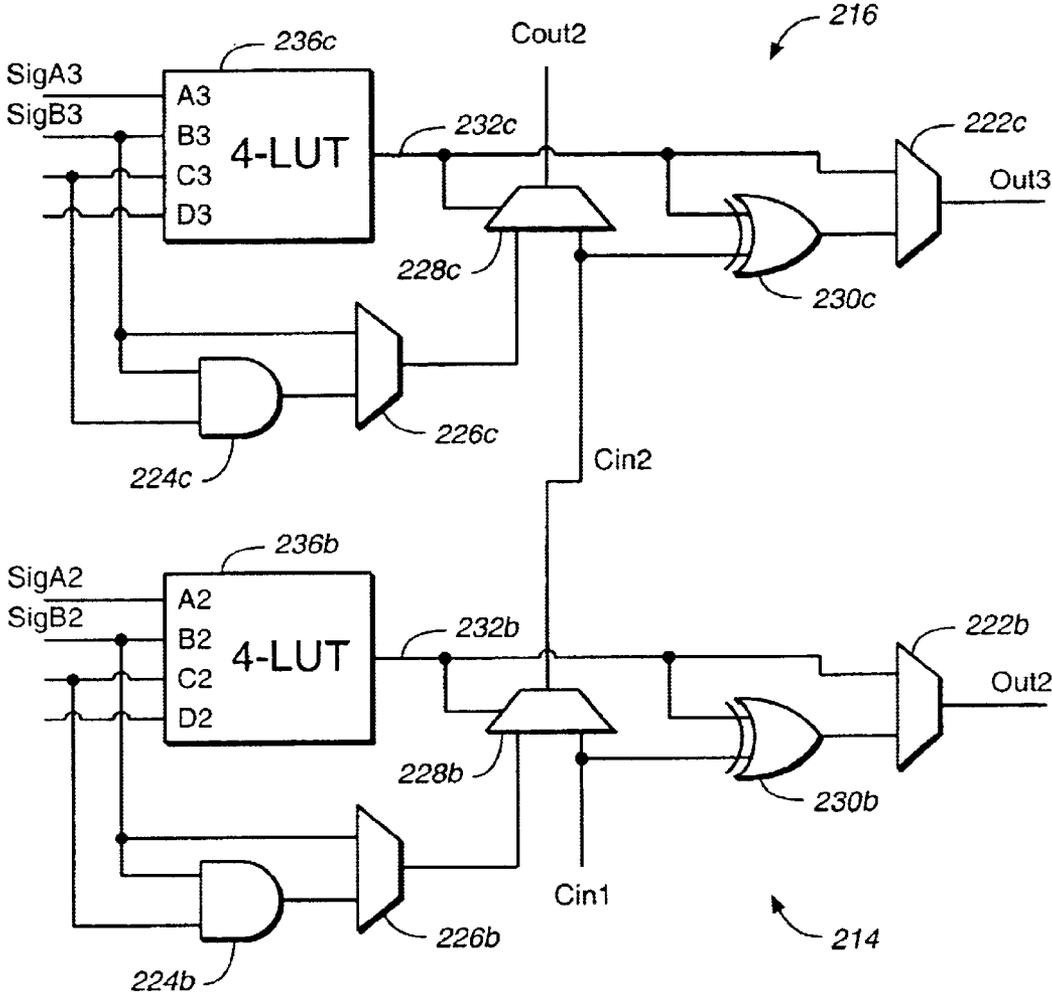 216
Cout2
236c
SigA3
A3
SigB3
B3
4-LUT
C3
D3
232c
222c
Out3
228c
230c
226c
224c
Cin2
236b
SigA2
A2
SigB2
B2
4-LUT
C2
D2
232b
222b
Out2
228b
230b
226b
Cin1
224b
214